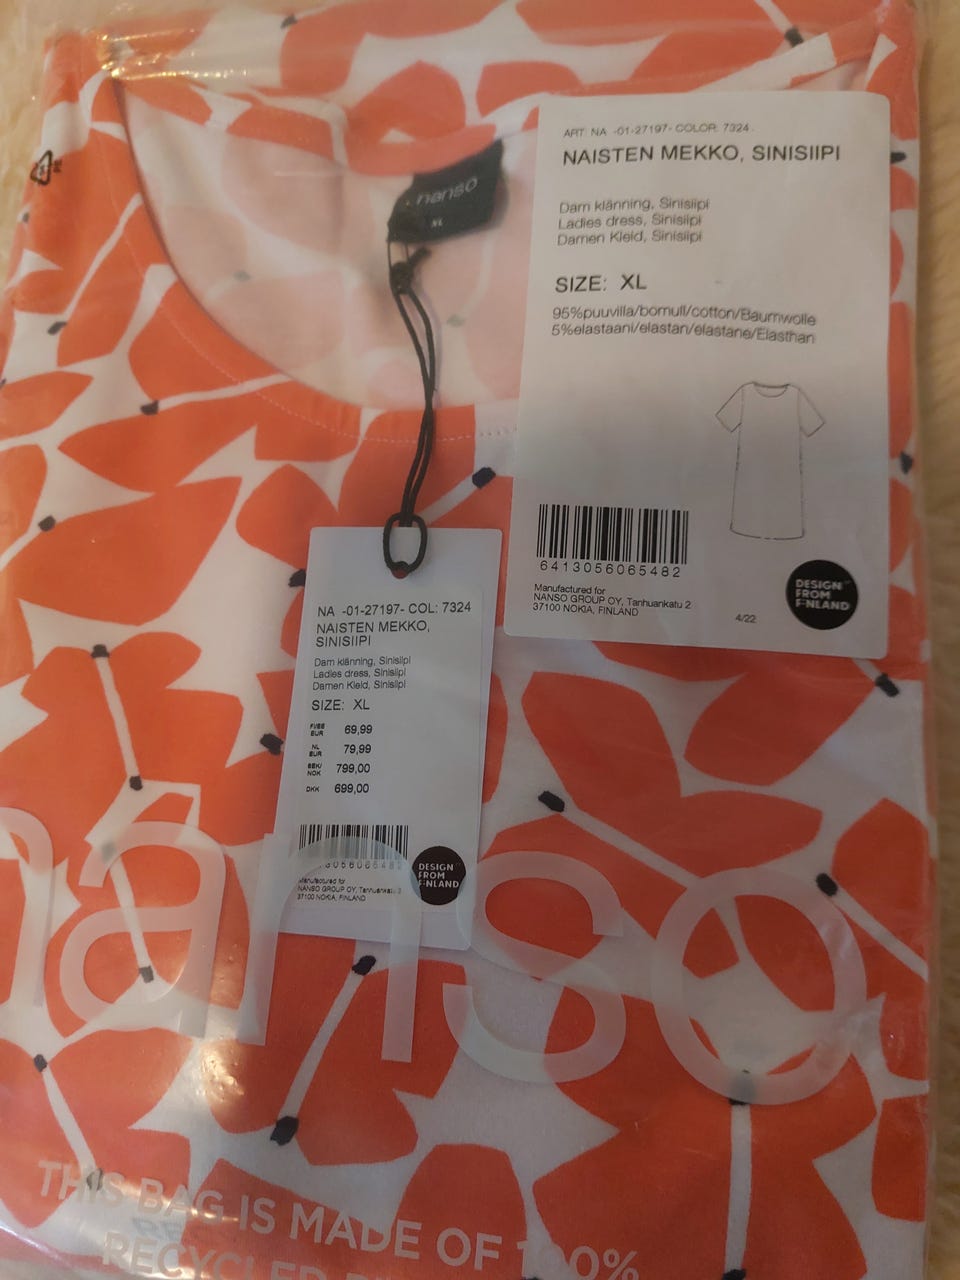 nanso
XL
ART. NA -01-27197- COLOR: 7324
NAISTEN MEKKO, SINISIIPI
Dam klänning, Sinisiipi
Ladies dress, Sinisiipi
Damen Kleid, Sinisiipi
SIZE: XL
95%puuvilla/bomull/cotton/Baumwolle
5%elastaani/elastan/elastane/Elasthan
6413056065482
Manufactured for
NANSO GROUP OY, Tanhuankatu 2
37100 NOKIA, FINLAND
4/22
DESIGN
FROM
FINLAND
NA -01-27197- COL: 7324
NAISTEN MEKKO,
SINISIIPI
Dam klänning, Sinisiipi
Ladies dress, Sinisiipi
Damen Kleid, Sinisiipi
SIZE: XL
EUR 69,99
NL
EUR 79,99
SEK/
NOK 799,00
DKK 699,00
Manufactured for
NANSO GROUP OY, Tanhuankatu 2
37100 NOKIA, FINLAND
DESIGN
FROM
FINLAND
nanso
THIS BAG IS MADE OF 100%
RECYCLED